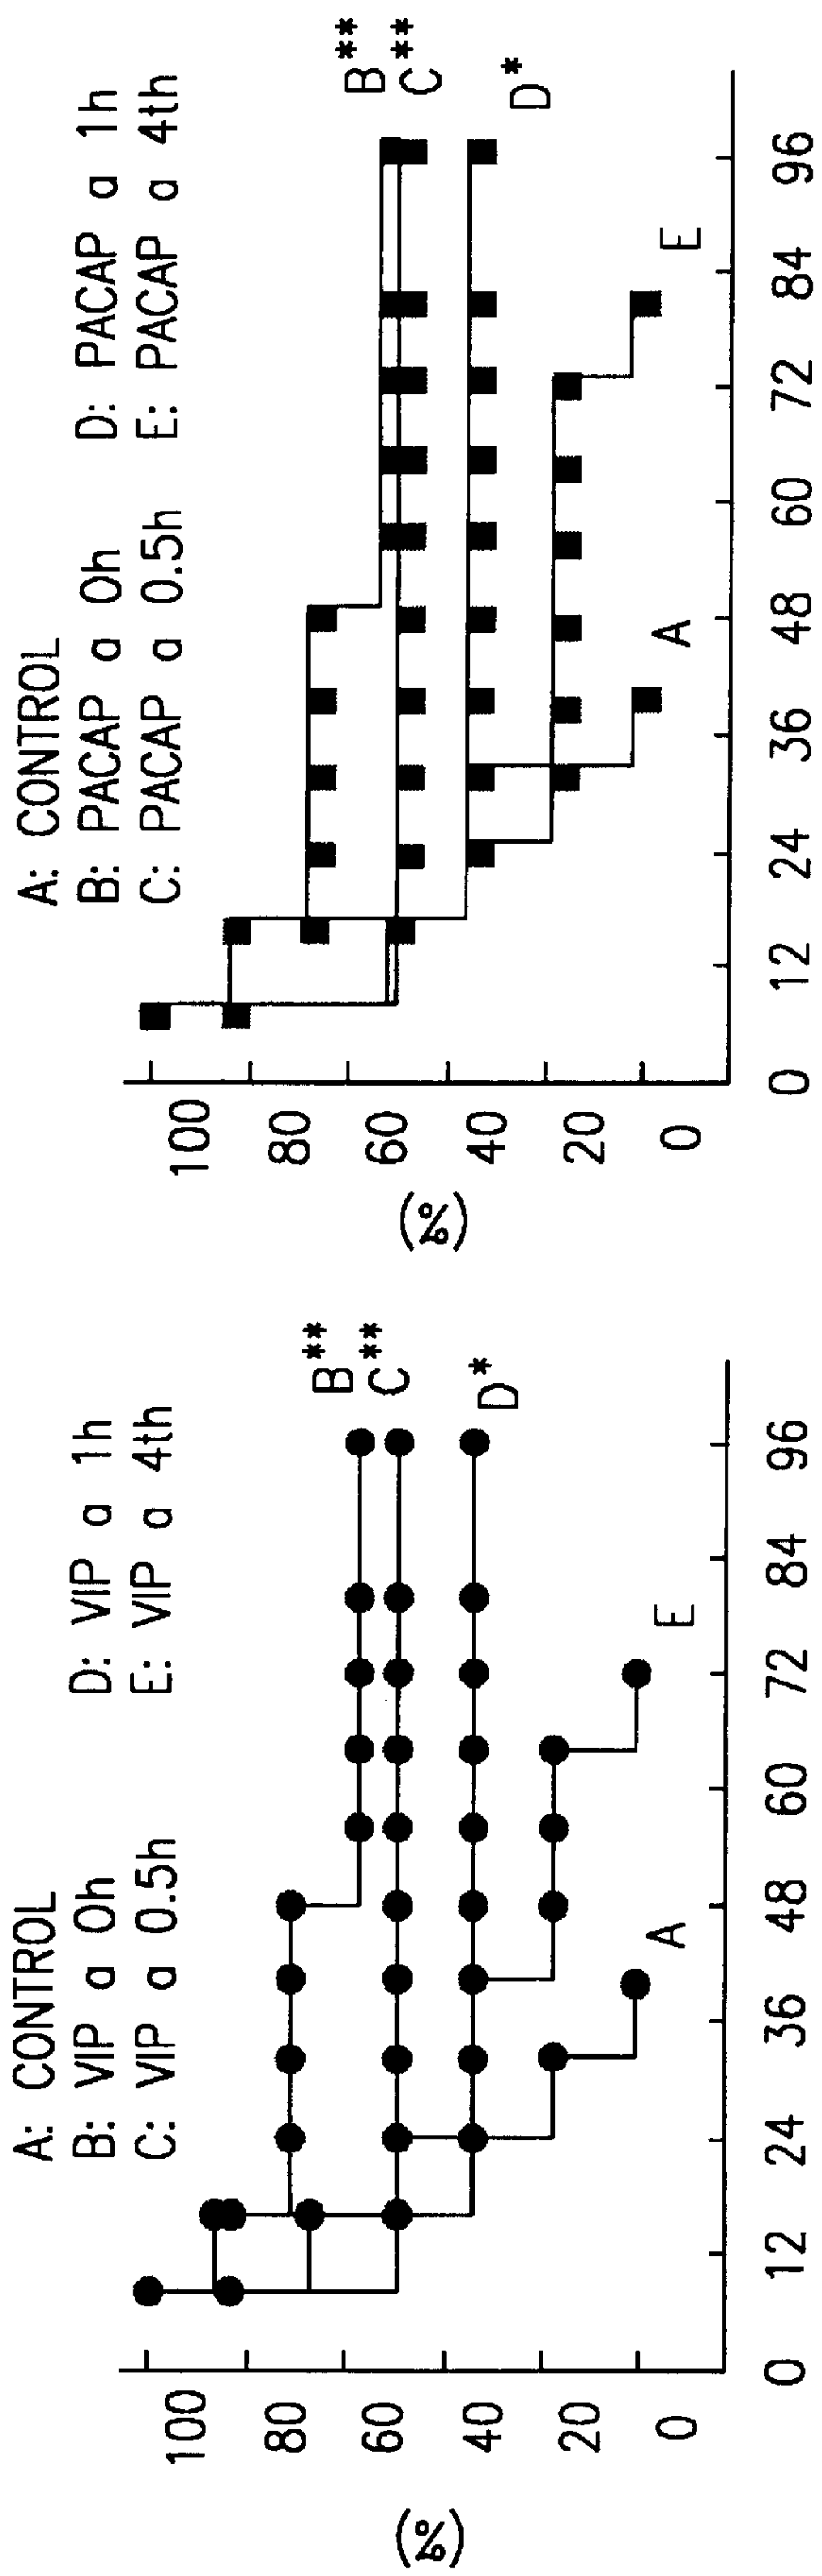 A: CONTROL
B: VIP a 0h D: VIP a 1h
C: VIP a 0.5h E: VIP a 4th
(%)
100
80
60
40
20
0
B**
C**
D*
E
A
0 12 24 36 48 60 72 84 96
A: CONTROL
B: PACAP a 0h D: PACAP a 1h
C: PACAP a 0.5h E: PACAP a 4th
(%)
100
80
60
40
20
0
B**
C**
D*
E
A
0 12 24 36 48 60 72 84 96